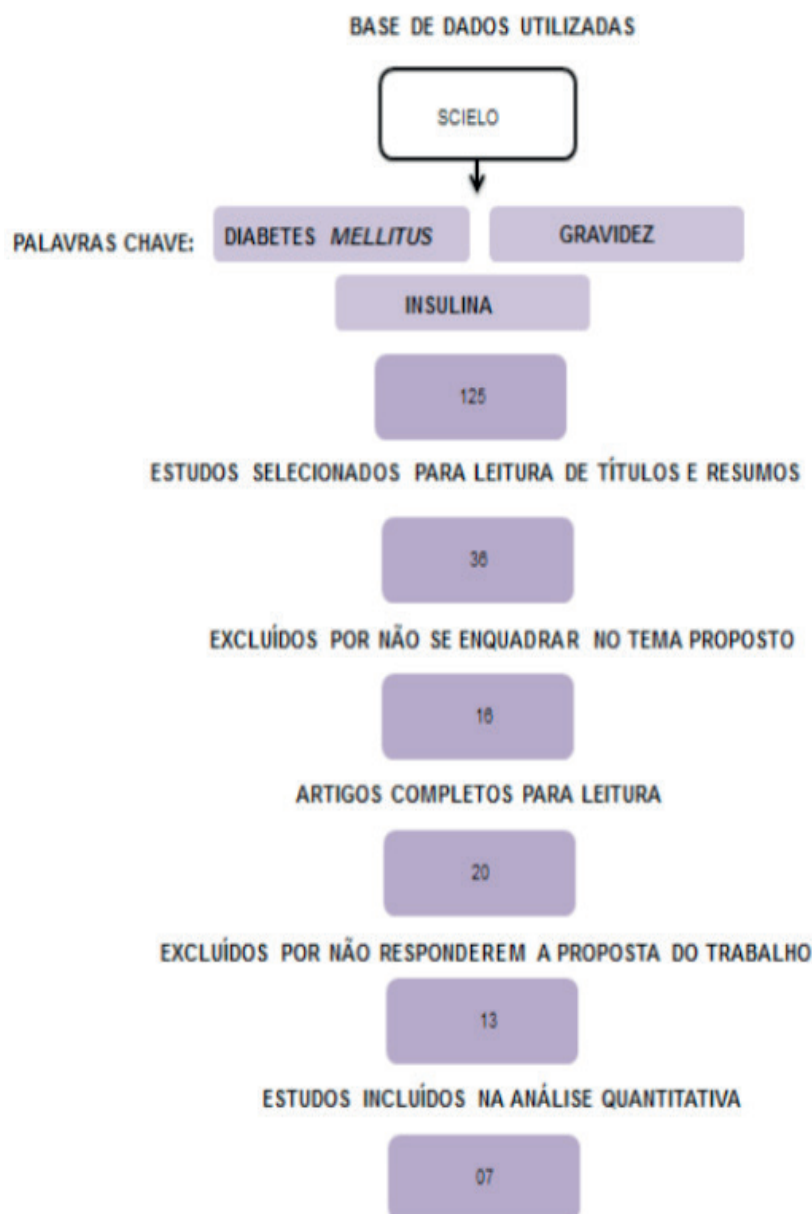 BASE DE DADOS UTILIZADAS
SCIELO
PALAVRAS CHAVE: DIABETES MELLITUS GRAVIDEZ
INSULINA
125
ESTUDOS SELECIONADOS PARA LEITURA DE TÍTULOS E RESUMOS
36
EXCLUÍDOS POR NÃO SE ENQUADRAR NO TEMA PROPOSTO
16
ARTIGOS COMPLETOS PARA LEITURA
20
EXCLUÍDOS POR NÃO RESPONDEREM A PROPOSTA DO TRABALHO
13
ESTUDOS INCLUÍDOS NA ANÁLISE QUANTITATIVA
07